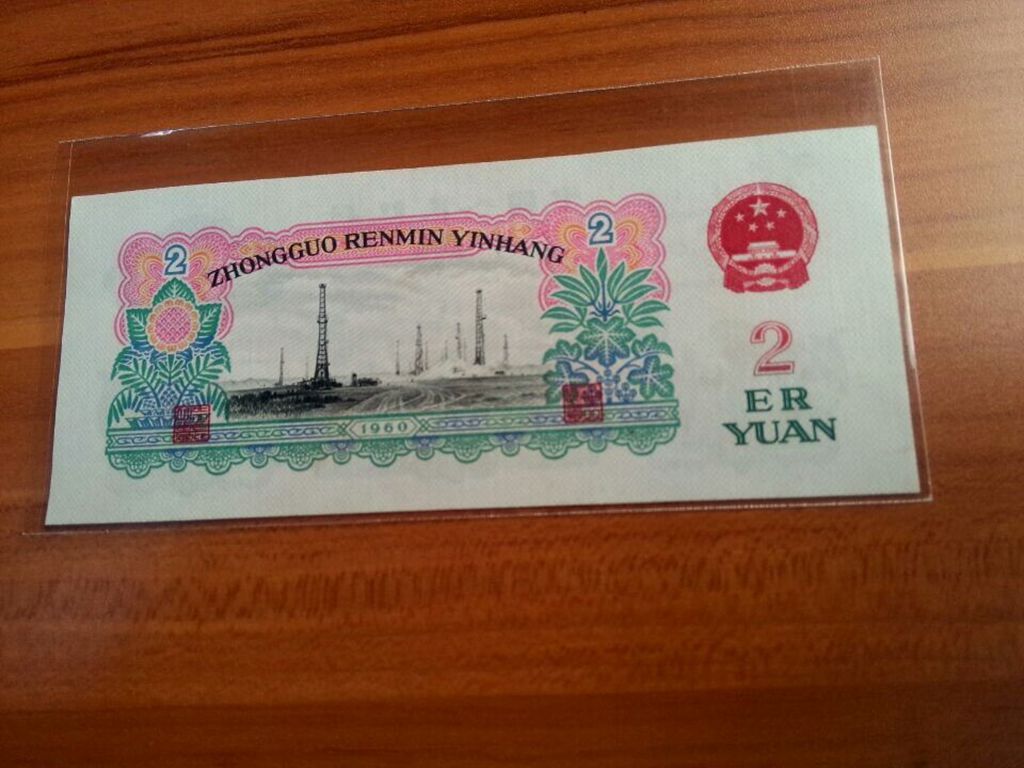 2
ZHONGGUO RENMIN YINHANG
2
1960
2
ER
YUAN